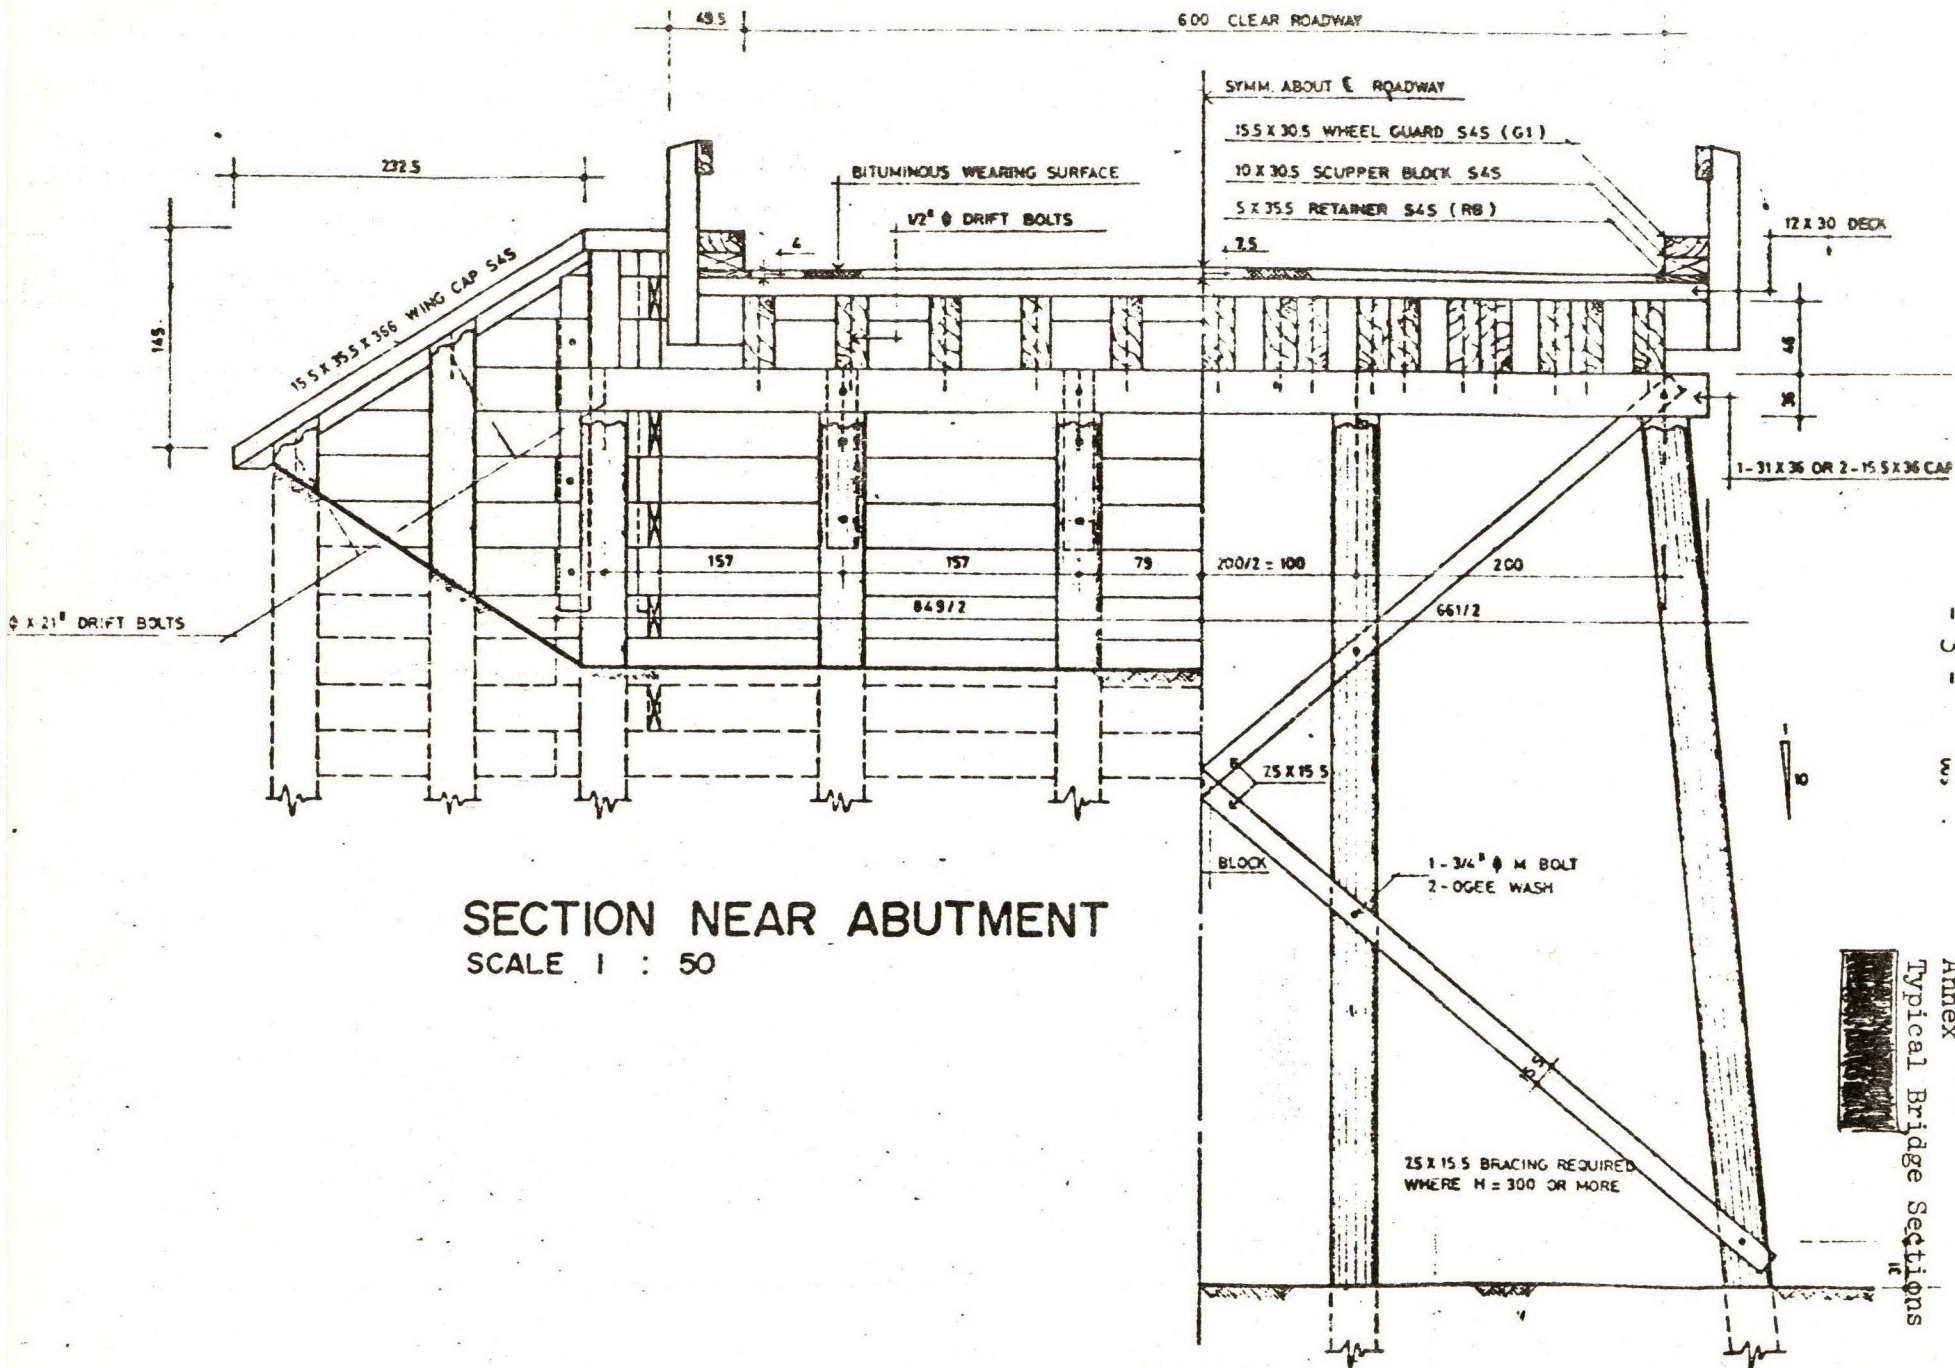 49.5
6.00 CLEAR ROADWAY
SYMM. ABOUT ℄ ROADWAY
15.5 X 30.5 WHEEL GUARD S4S (G1)
10 X 30.5 SCUPPER BLOCK S4S
5 X 35.5 RETAINER S4S (RB)
232.5
BITUMINOUS WEARING SURFACE
1/2" ϕ DRIFT BOLTS
12 X 30 DECK
4
7.5
145
15.5 X 35.5 X 356 WING CAP S4S
46
36
1-31 X 36 OR 2-15.5 X 36 CAP
157
157
79
200/2 = 100
200
849/2
661/2
ϕ X 21" DRIFT BOLTS
7.5 X 15.5
10
BLOCK
1 - 3/4" ϕ M BOLT
2 - OGEE WASH
SECTION NEAR ABUTMENT
SCALE 1 : 50
15.5
7.5 X 15.5 BRACING REQUIRED
WHERE H = 300 OR MORE
31
Annex
Typical Bridge Sections